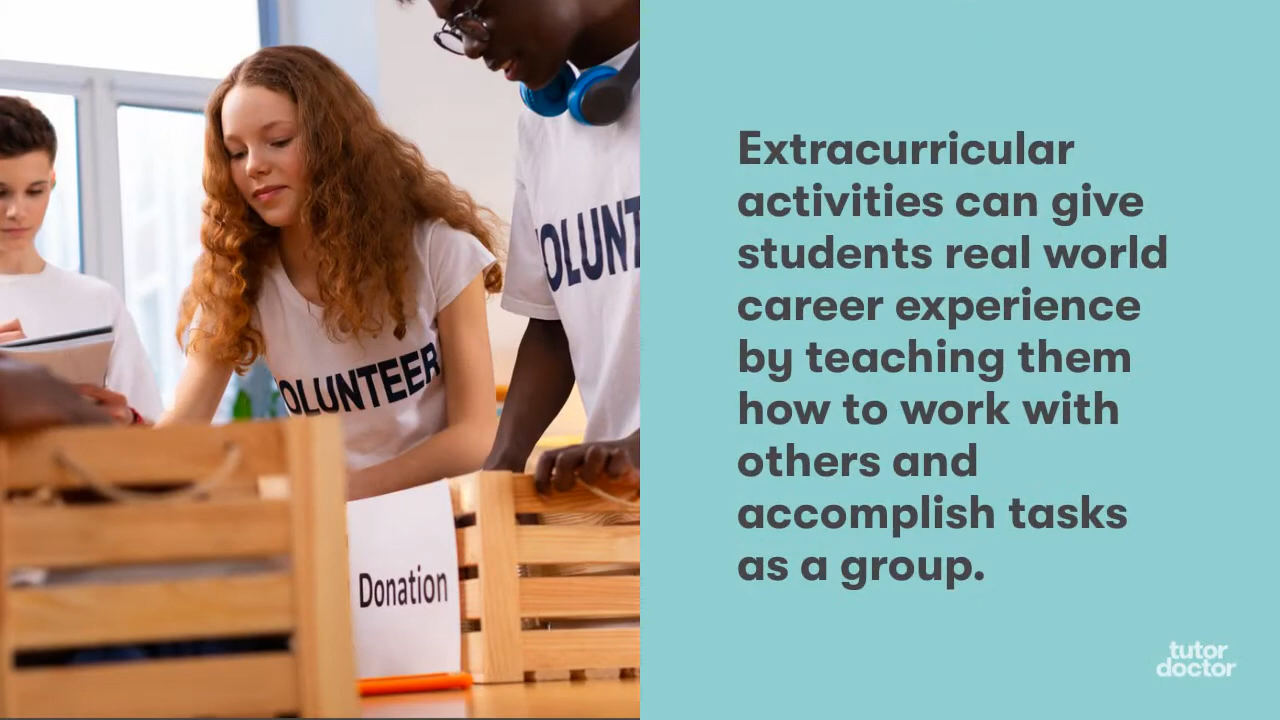 OLUNTEER
OLUNT
Donation
Extracurricular
activities can give
students real world
career experience
by teaching them
how to work with
others and
accomplish tasks
as a group.
tutor
doctor